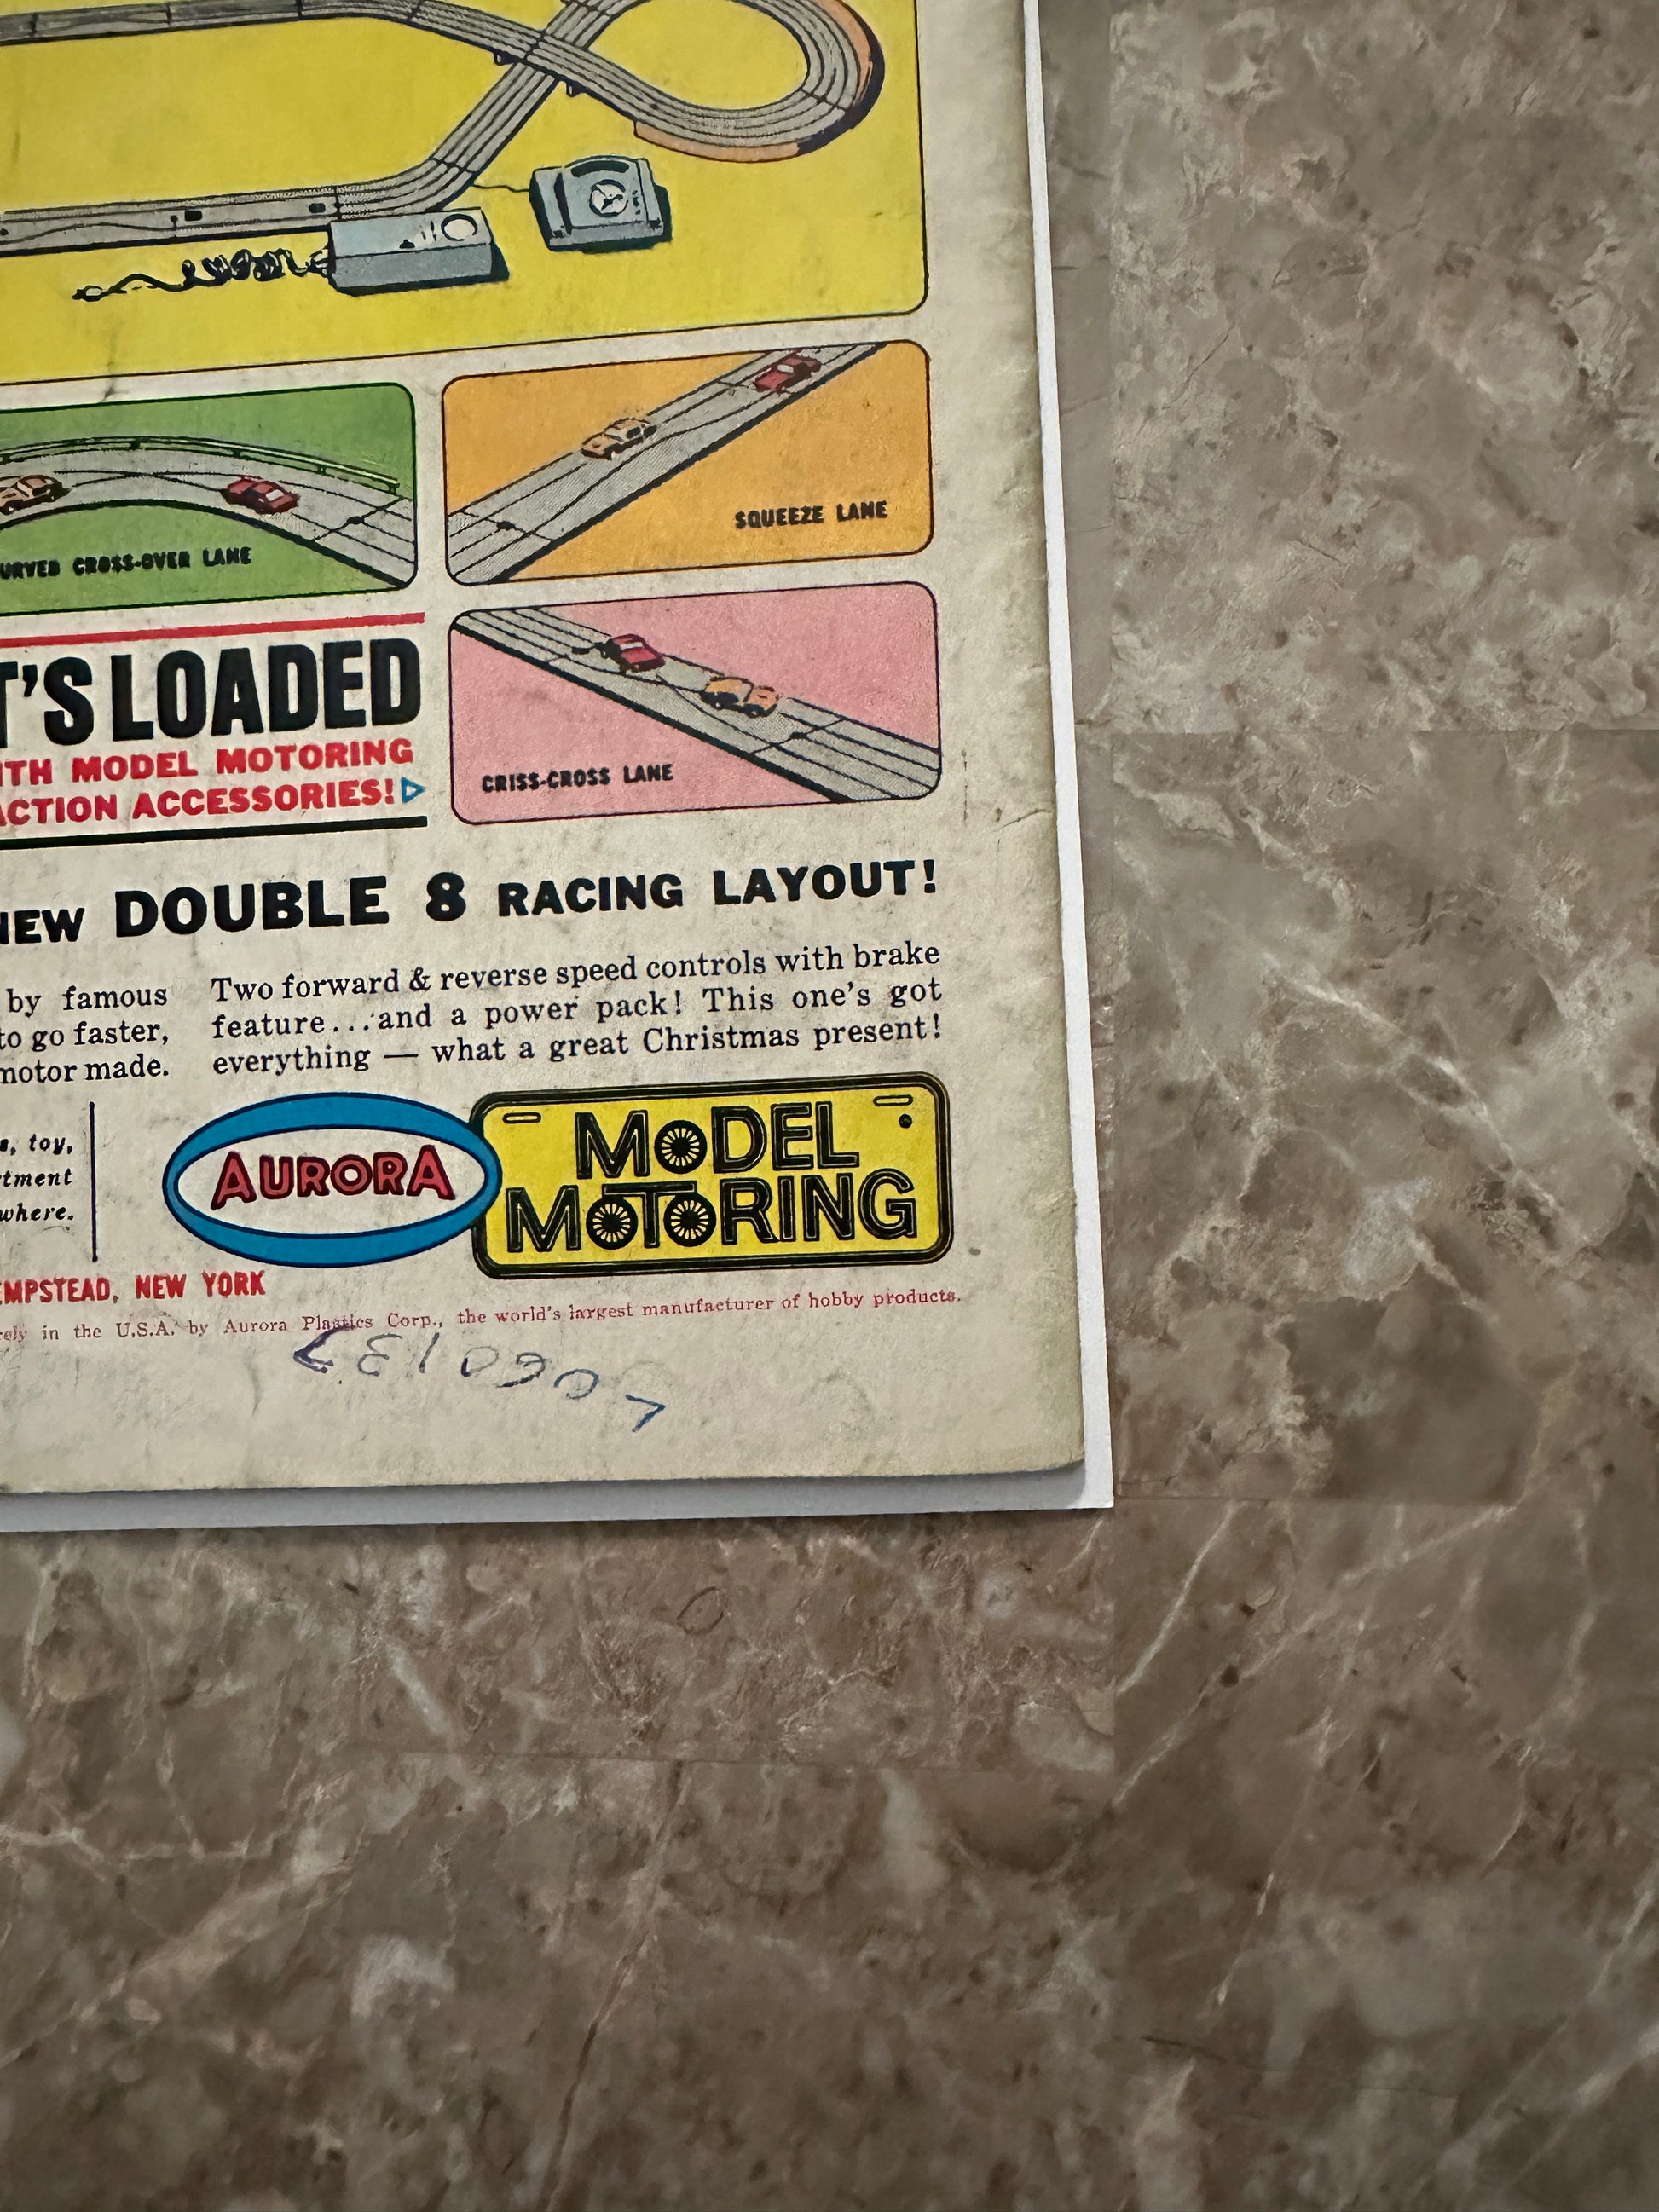 CROSS-OVER LANE
SQUEEZE LANE
T'S LOADED
ITH MODEL MOTORING
ACTION ACCESSORIES!
CRISS-CROSS LANE
NEW DOUBLE 8 RACING LAYOUT!
by famous
to go faster,
motor made.
Two forward & reverse speed controls with brake
feature...and a power pack! This one's got
everything — what a great Christmas present!
toy,
where.
AURORA
MODEL
MOTORING
EMPSTEAD, NEW YORK
in the U.S.A. by Aurora Plastics Corp., the world's largest manufacturer of hobby products.